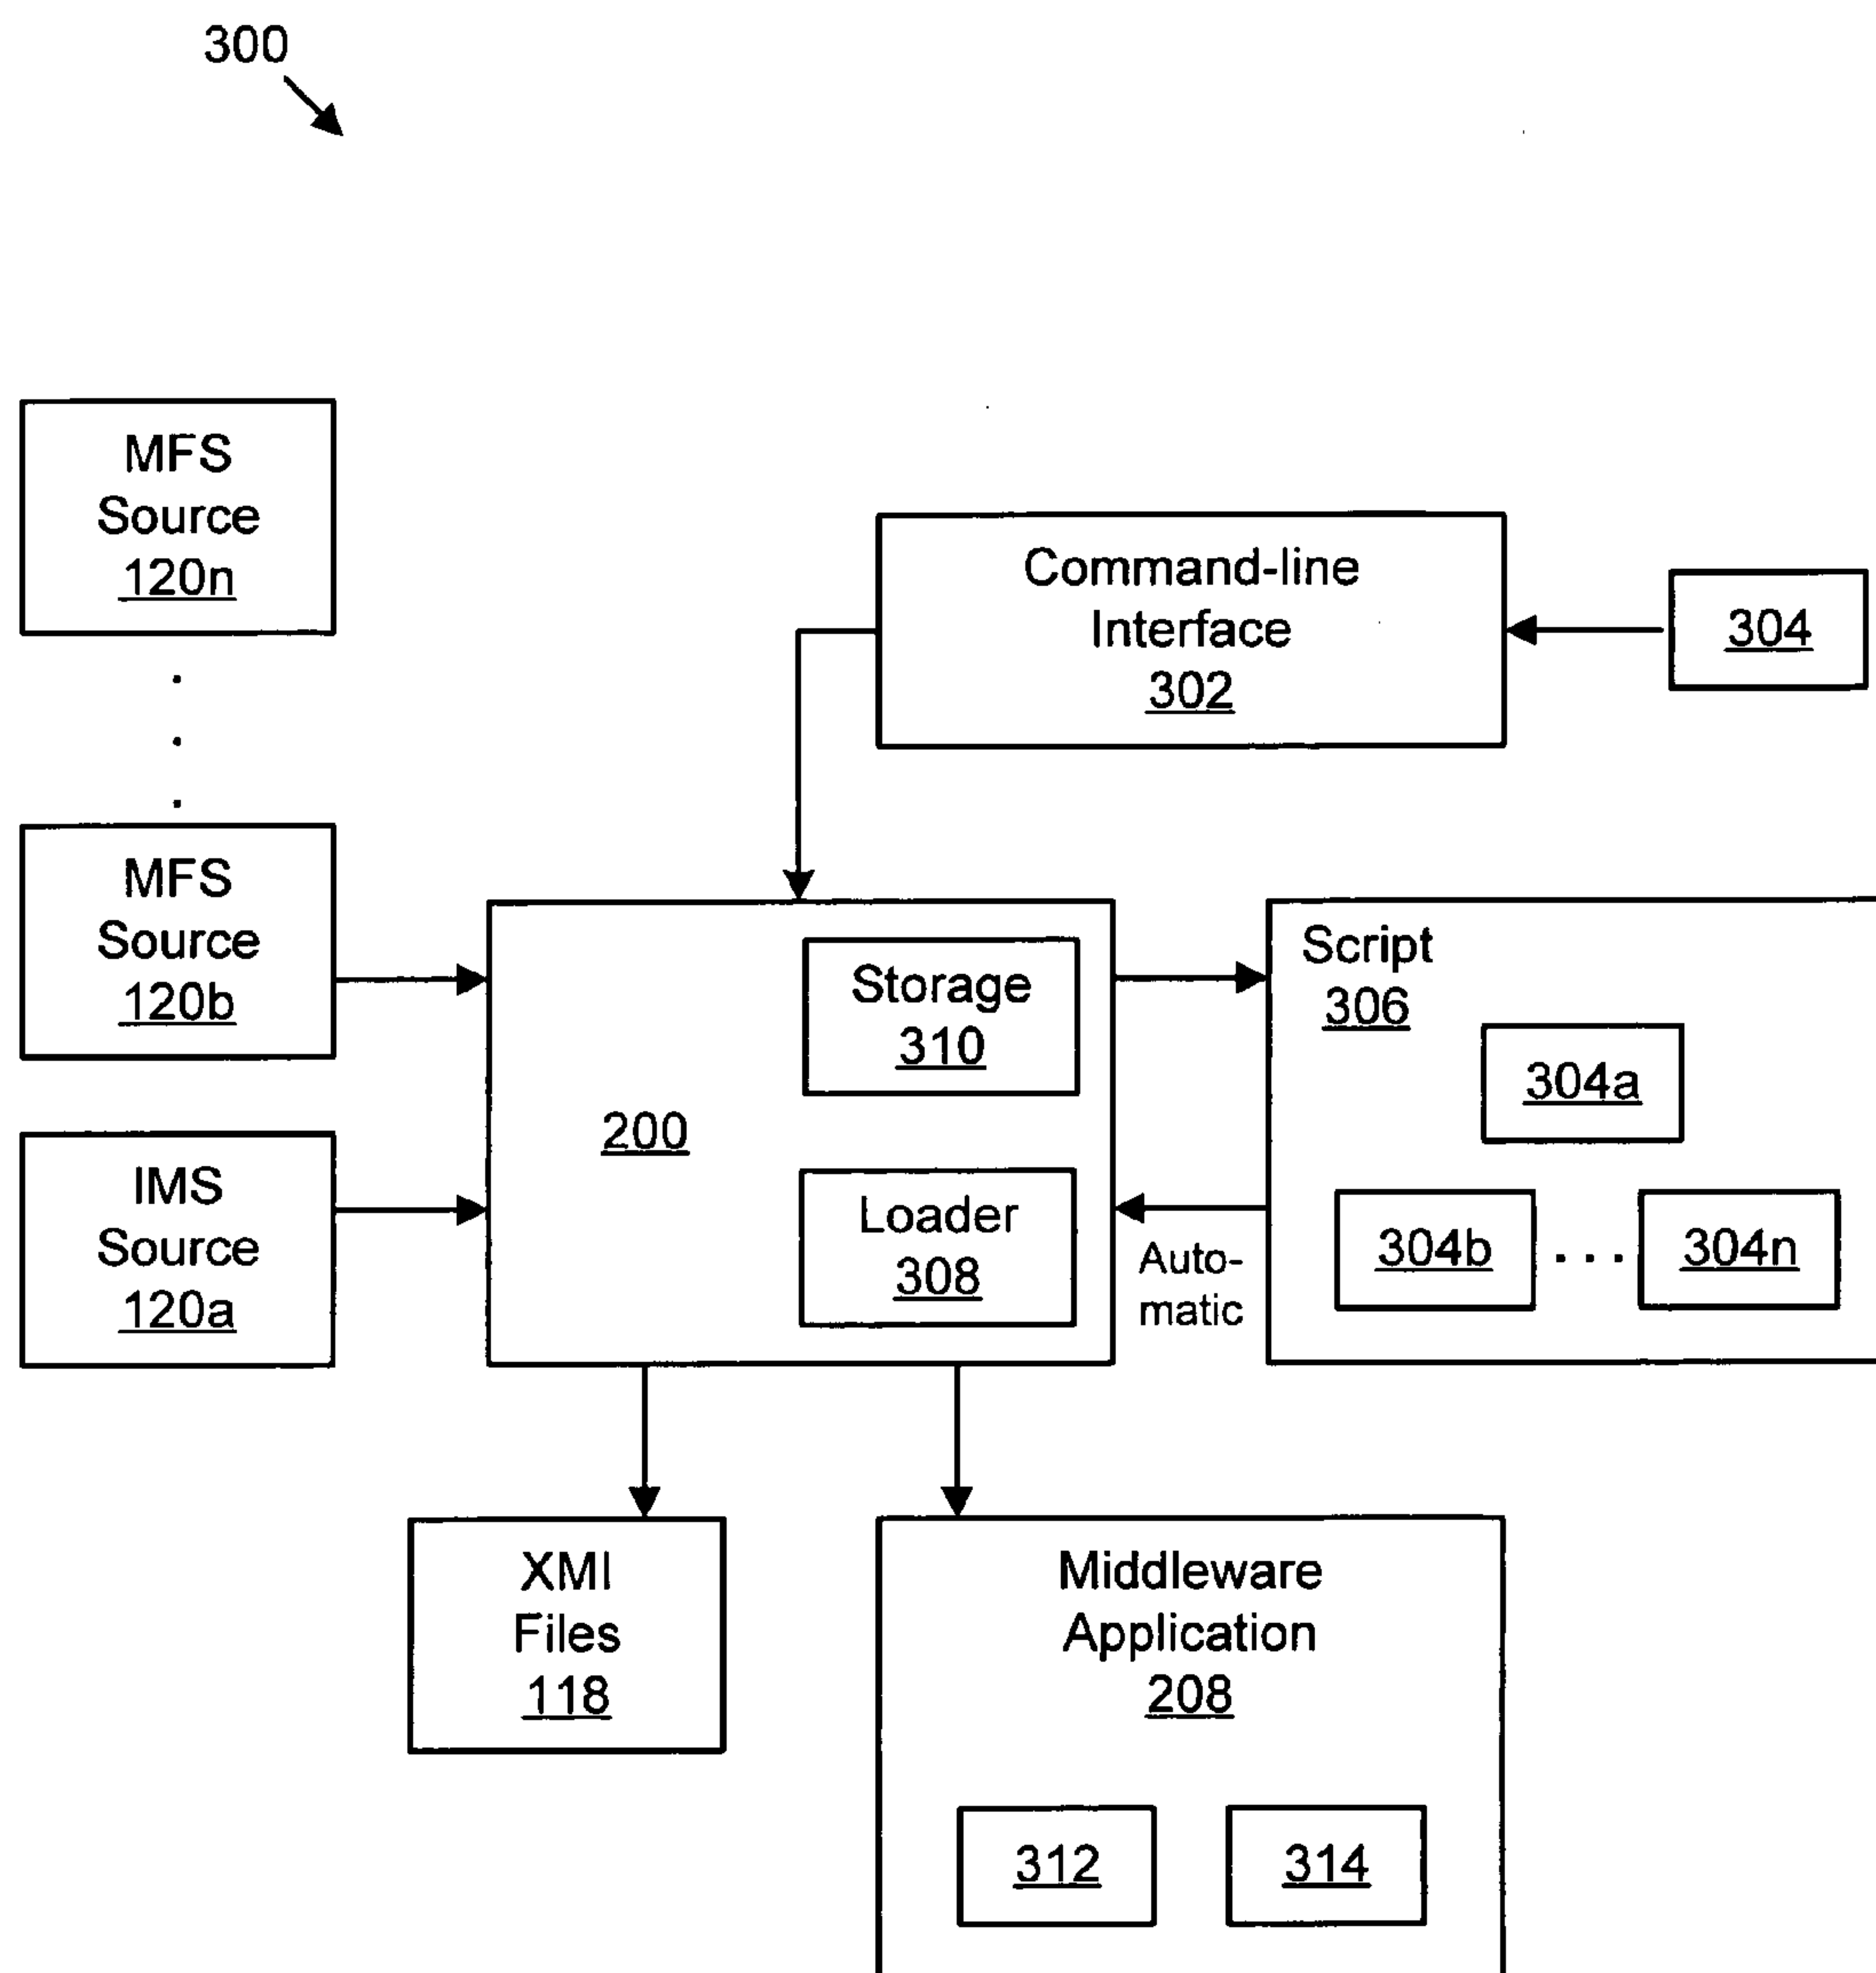 300
MFS
Source
120n
.
.
.
Command-line
Interface
302
304
MFS
Source
120b
IMS
Source
120a
200
Storage
310
Loader
308
Script
306
304a
304b
. . .
304n
Auto-
matic
XMI
Files
118
Middleware
Application
208
312
314